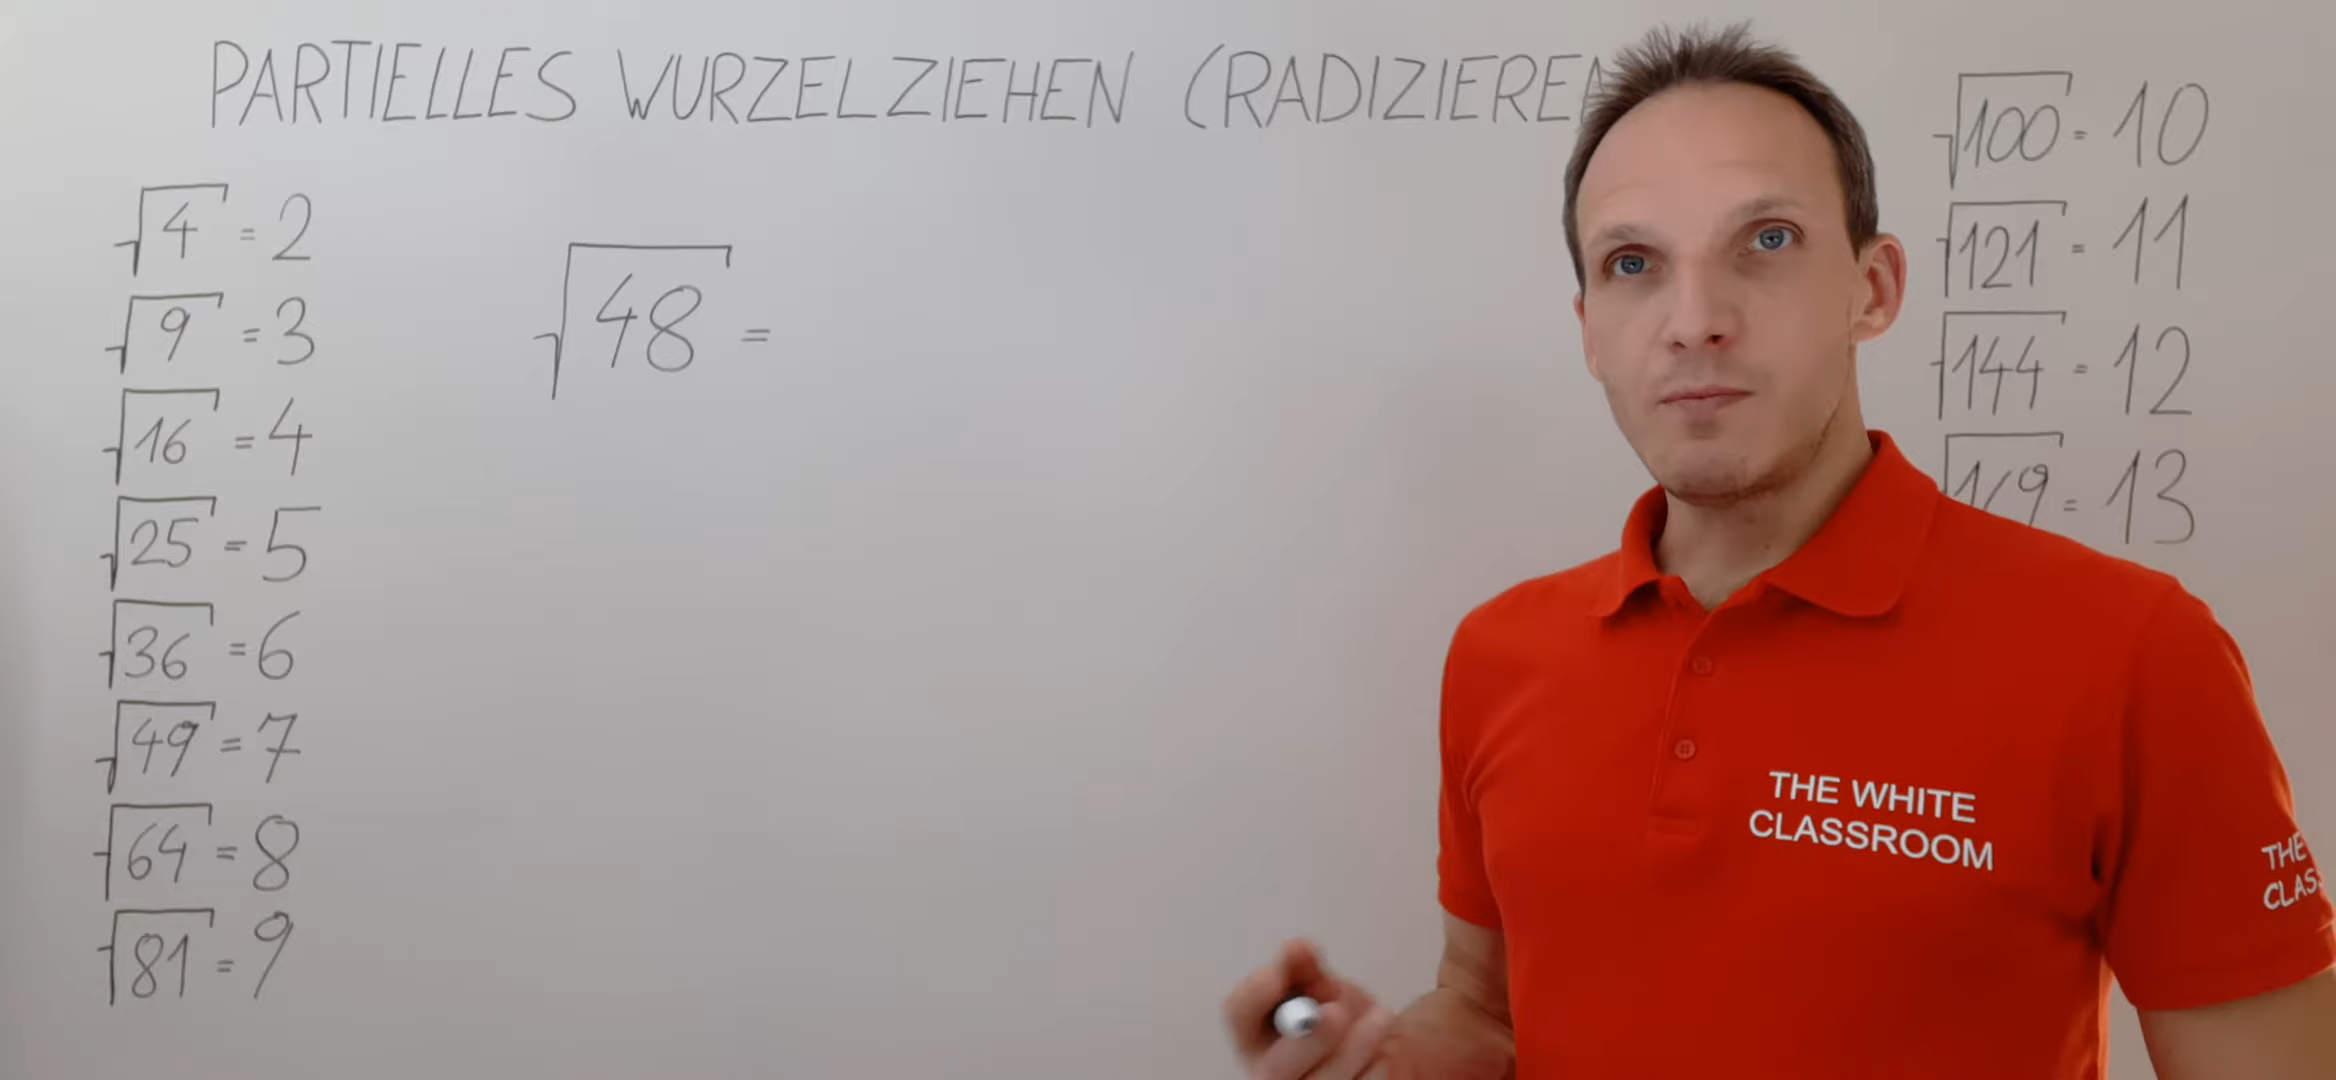 PARTIELLES WURZELZIEHEN (RADIZIEREN
√4 = 2
√9 = 3
√16 = 4
√25 = 5
√36 = 6
√49 = 7
√64 = 8
√81 = 9
√48 =
√100 = 10
√121 = 11
√144 = 12
√169 = 13
THE WHITE
CLASSROOM
THE
CLAS